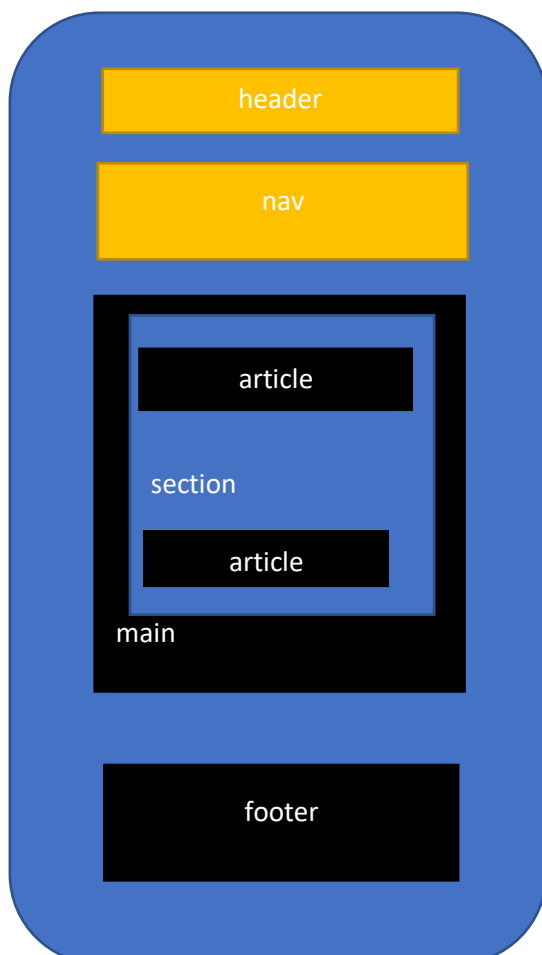 header
nav
article
section
article
main
footer